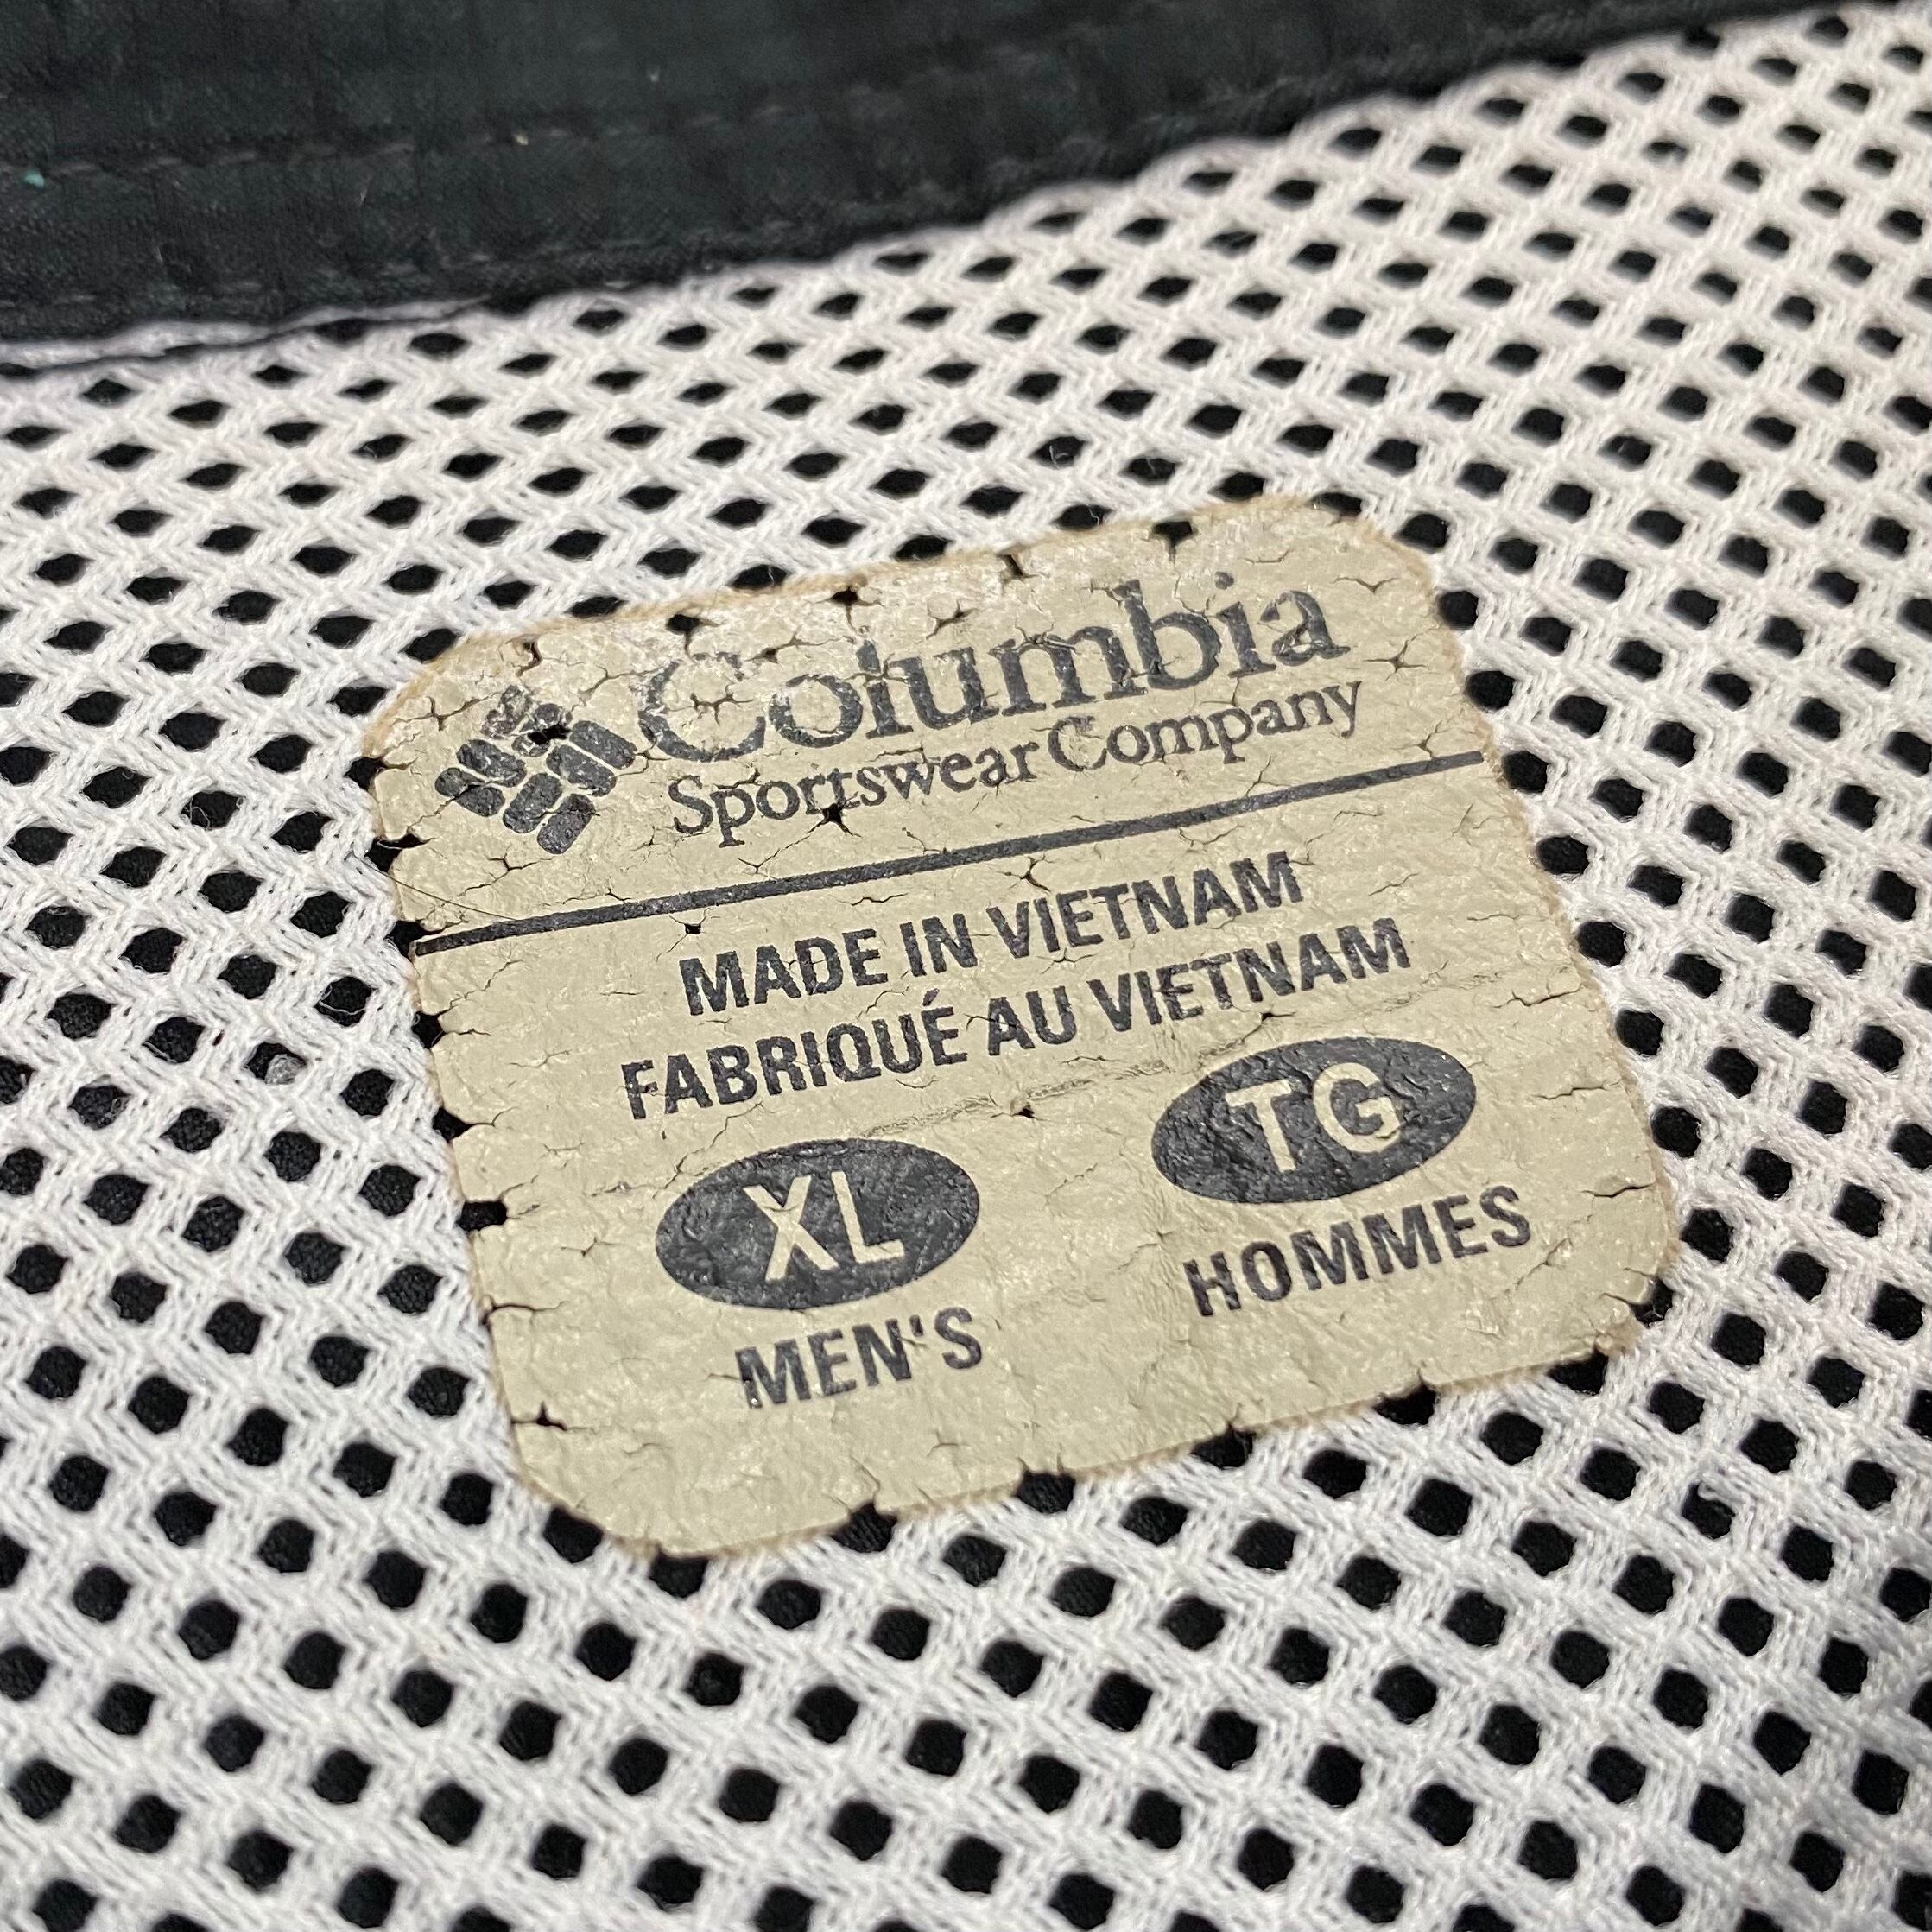 Columbia
Sportswear Company
MADE IN VIETNAM
FABRIQUÉ AU VIETNAM
XL TG
MEN'S HOMMES